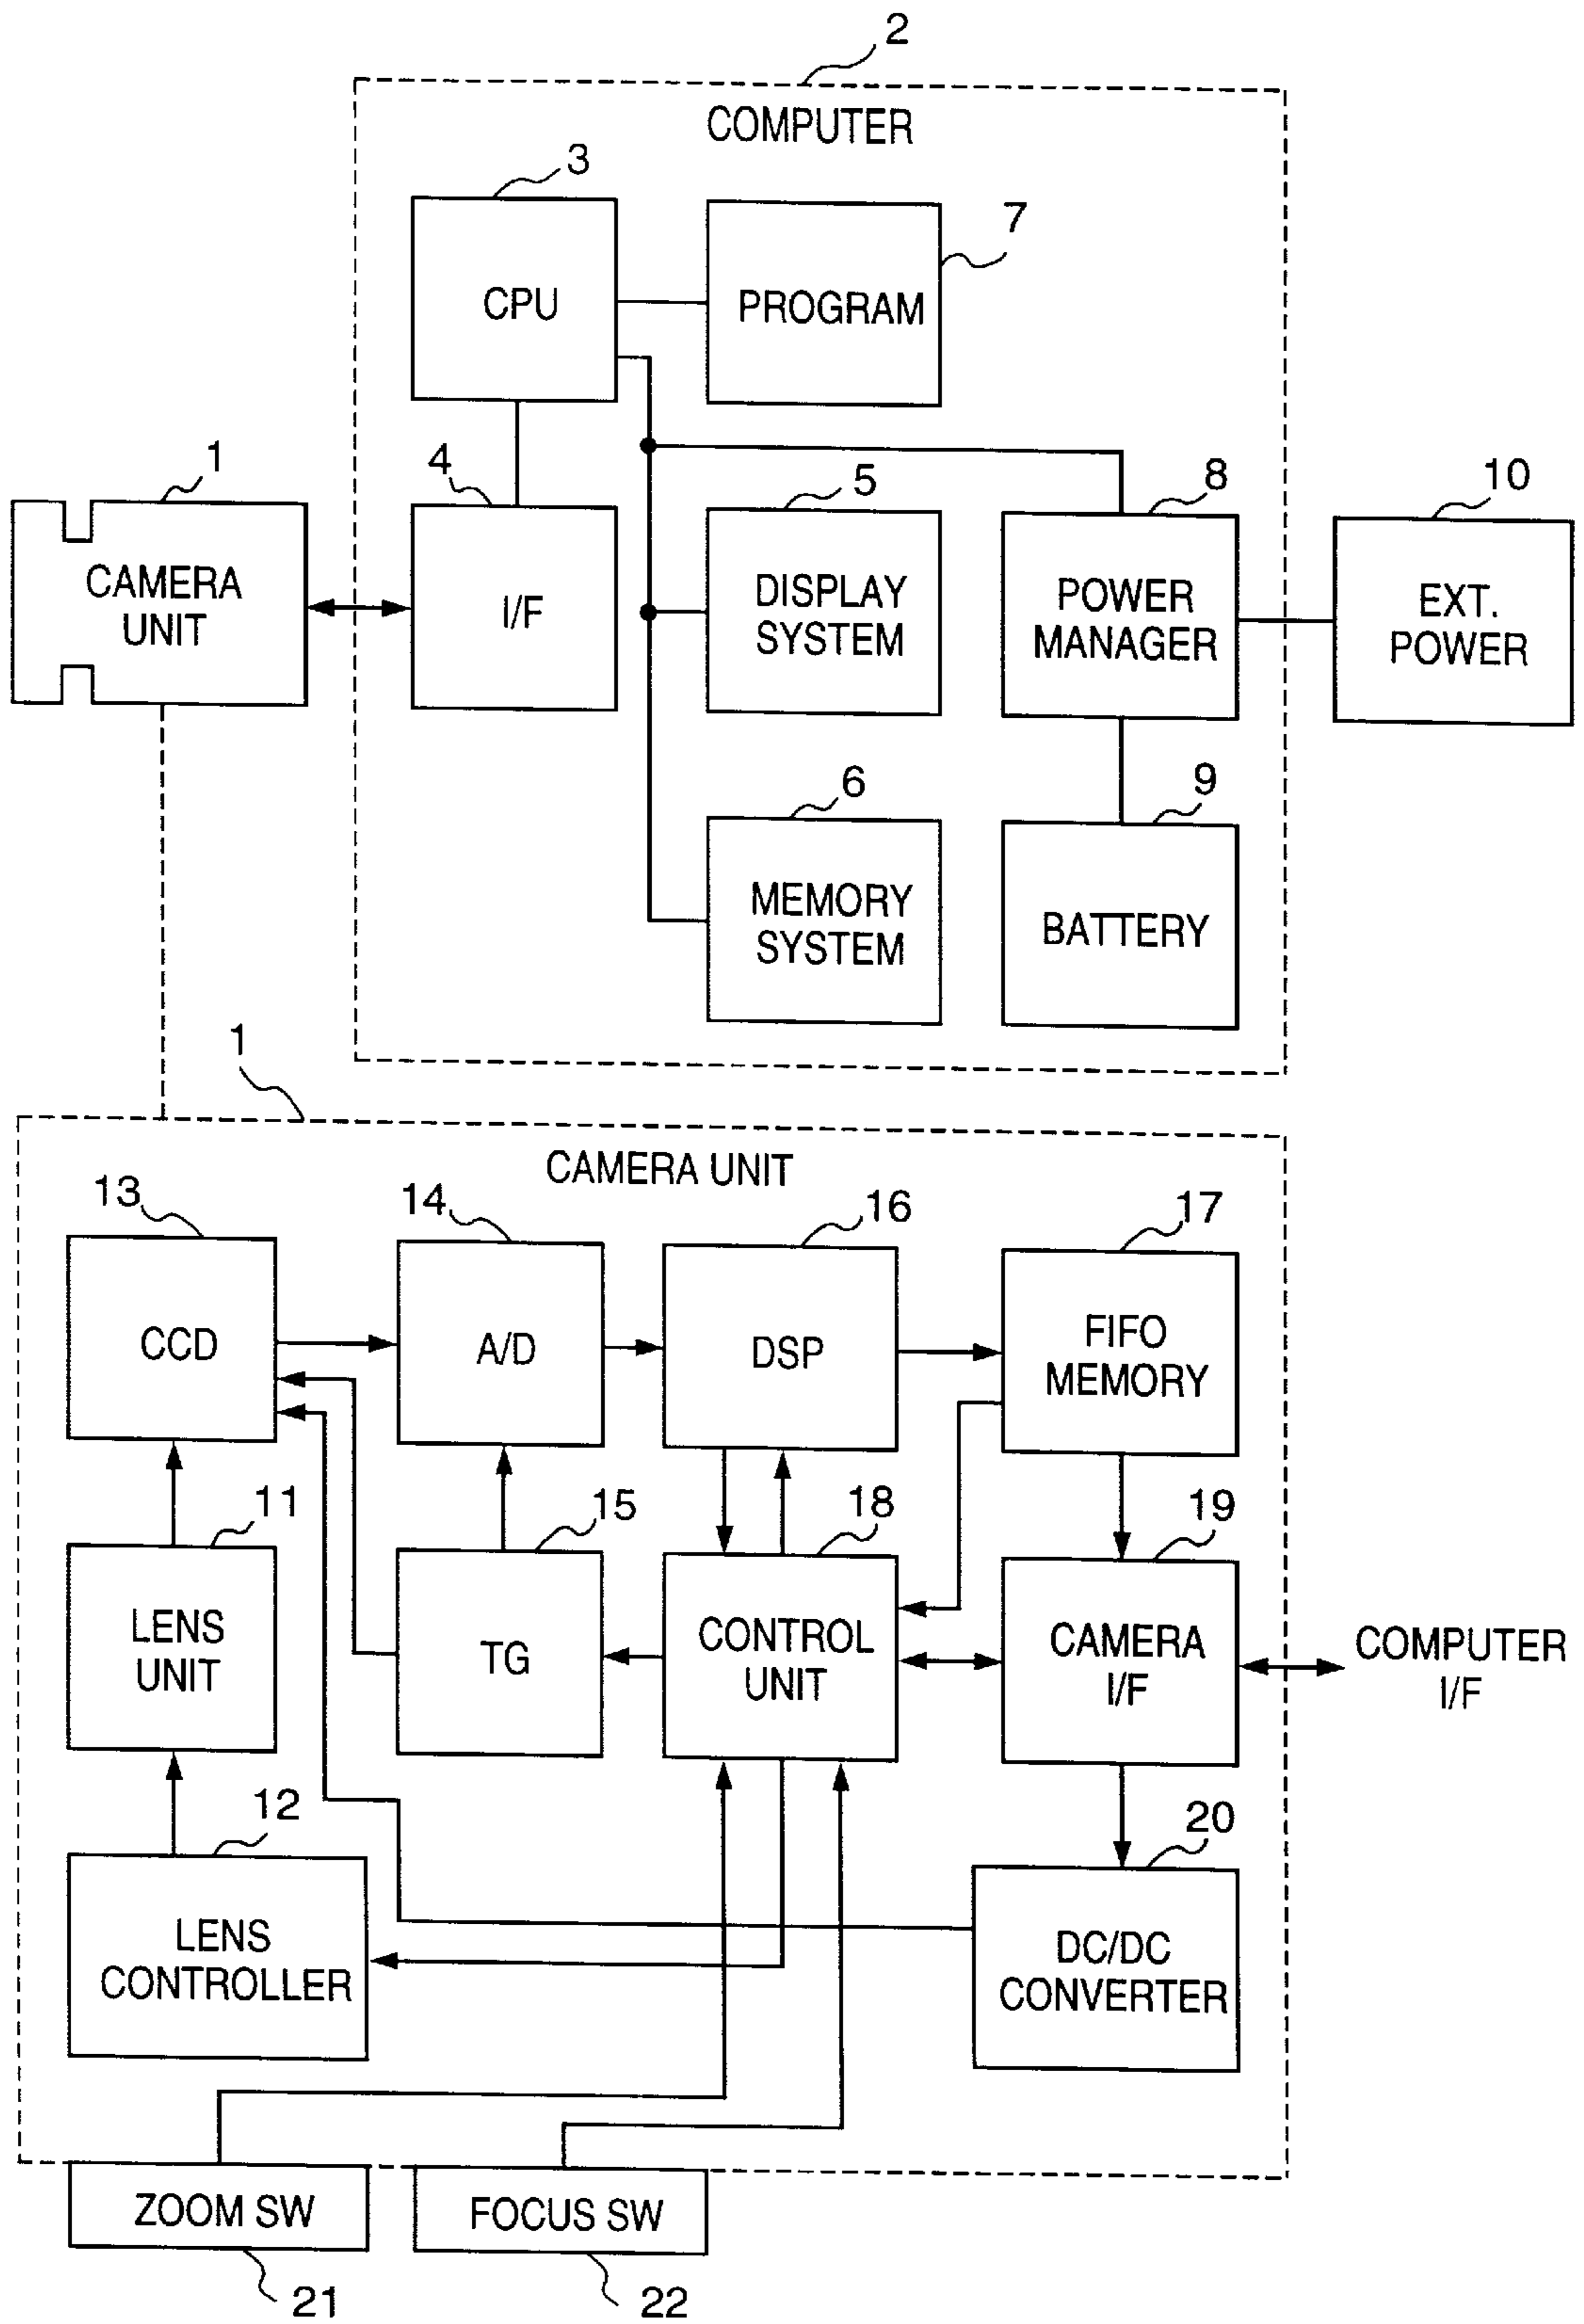 2
COMPUTER
3
7
CPU
PROGRAM
1
4
5
8
10
CAMERA
UNIT
I/F
DISPLAY
SYSTEM
POWER
MANAGER
EXT.
POWER
6
9
MEMORY
SYSTEM
BATTERY
1
CAMERA UNIT
13
14
16
17
CCD
A/D
DSP
FIFO
MEMORY
11
15
18
19
LENS
UNIT
TG
CONTROL
UNIT
CAMERA
I/F
COMPUTER
I/F
12
20
LENS
CONTROLLER
DC/DC
CONVERTER
ZOOM SW
FOCUS SW
21
22